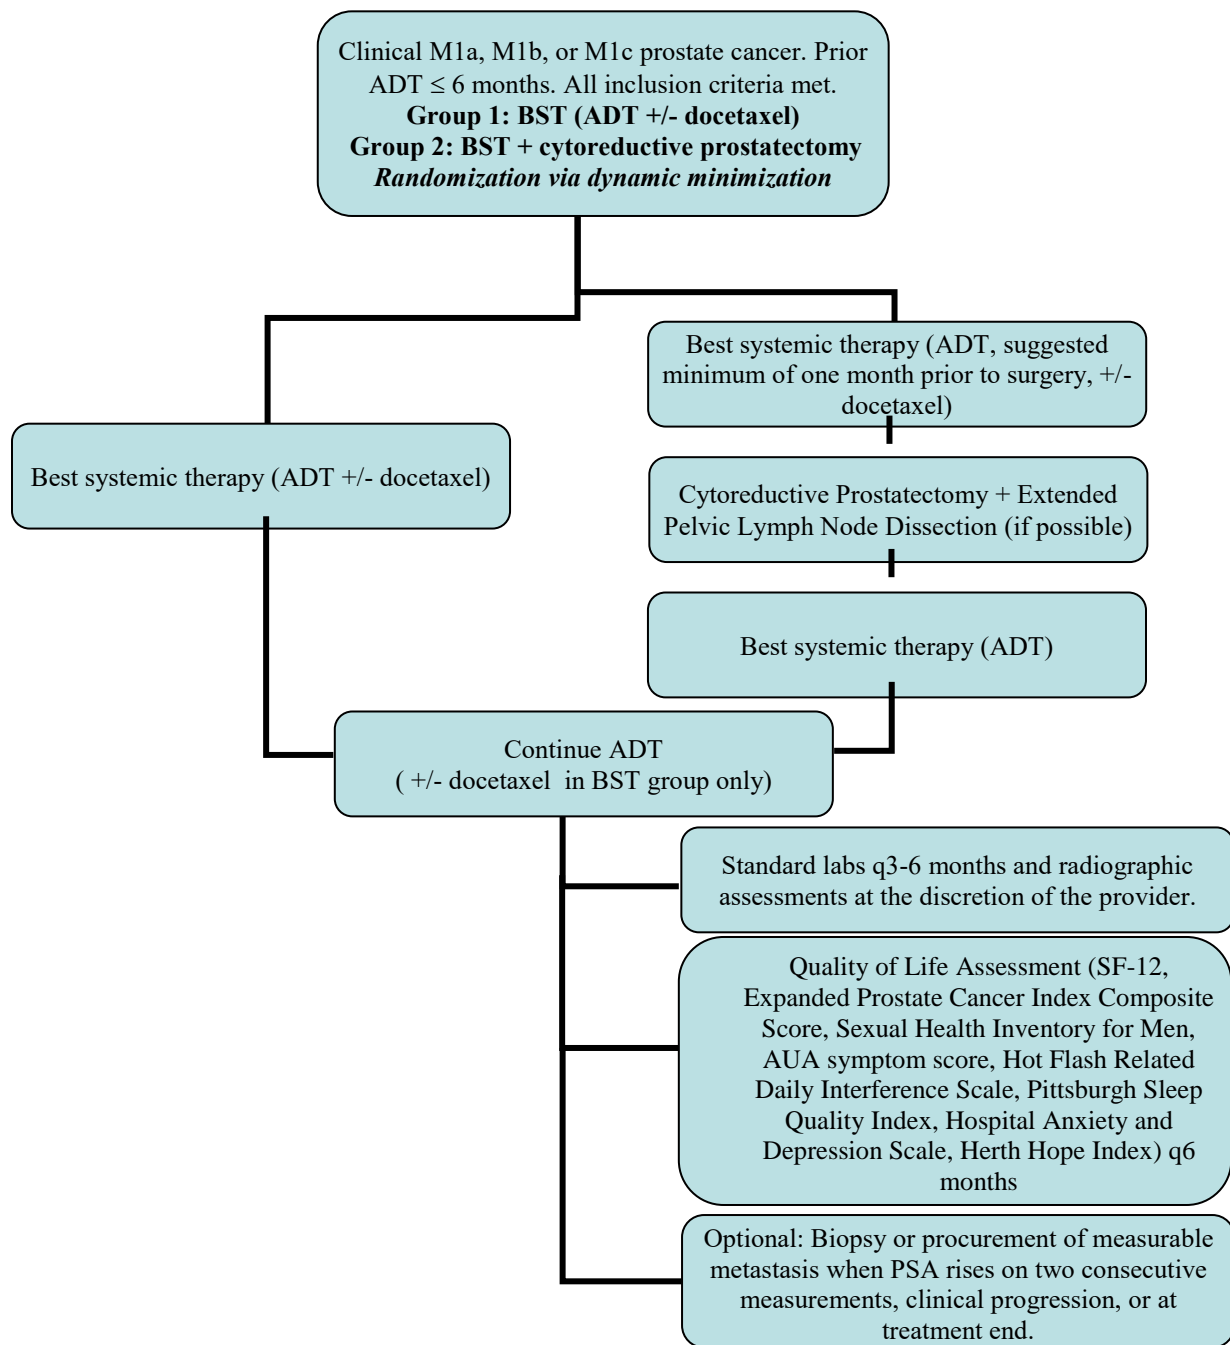 Clinical M1a, M1b, or M1c prostate cancer. Prior
ADT ≤ 6 months. All inclusion criteria met.
Group 1: BST (ADT +/- docetaxel)
Group 2: BST + cytoreductive prostatectomy
Randomization via dynamic minimization
Best systemic therapy (ADT, suggested
minimum of one month prior to surgery, +/-
docetaxel)
Best systemic therapy (ADT +/- docetaxel)
Cytoreductive Prostatectomy + Extended
Pelvic Lymph Node Dissection (if possible)
Best systemic therapy (ADT)
Continue ADT
( +/- docetaxel  in BST group only)
Standard labs q3-6 months and radiographic
assessments at the discretion of the provider.
Quality of Life Assessment (SF-12,
Expanded Prostate Cancer Index Composite
Score, Sexual Health Inventory for Men,
AUA symptom score, Hot Flash Related
Daily Interference Scale, Pittsburgh Sleep
Quality Index, Hospital Anxiety and
Depression Scale, Herth Hope Index) q6
months
Optional: Biopsy or procurement of measurable
metastasis when PSA rises on two consecutive
measurements, clinical progression, or at
treatment end.